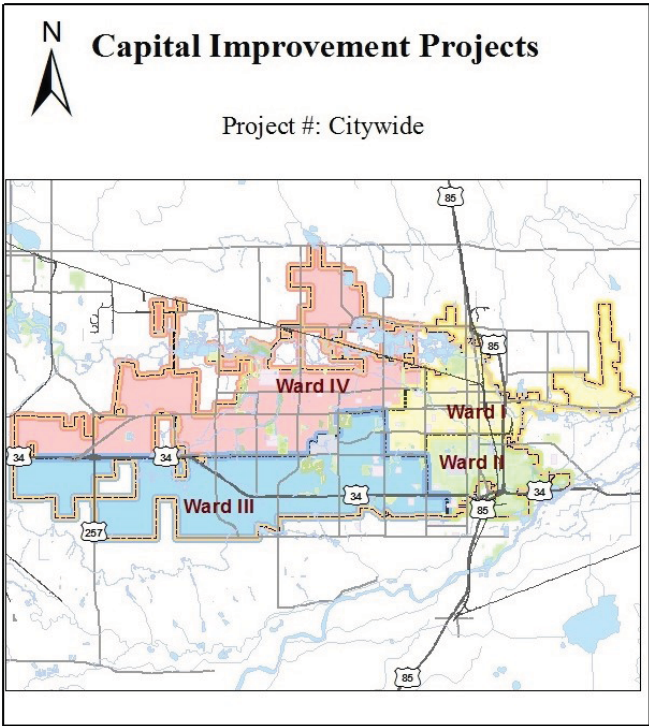 N
Capital Improvement Projects
Project #: Citywide
85
85
Ward IV
Ward I
34
34
Ward II
Ward III
34
34
85
257
85